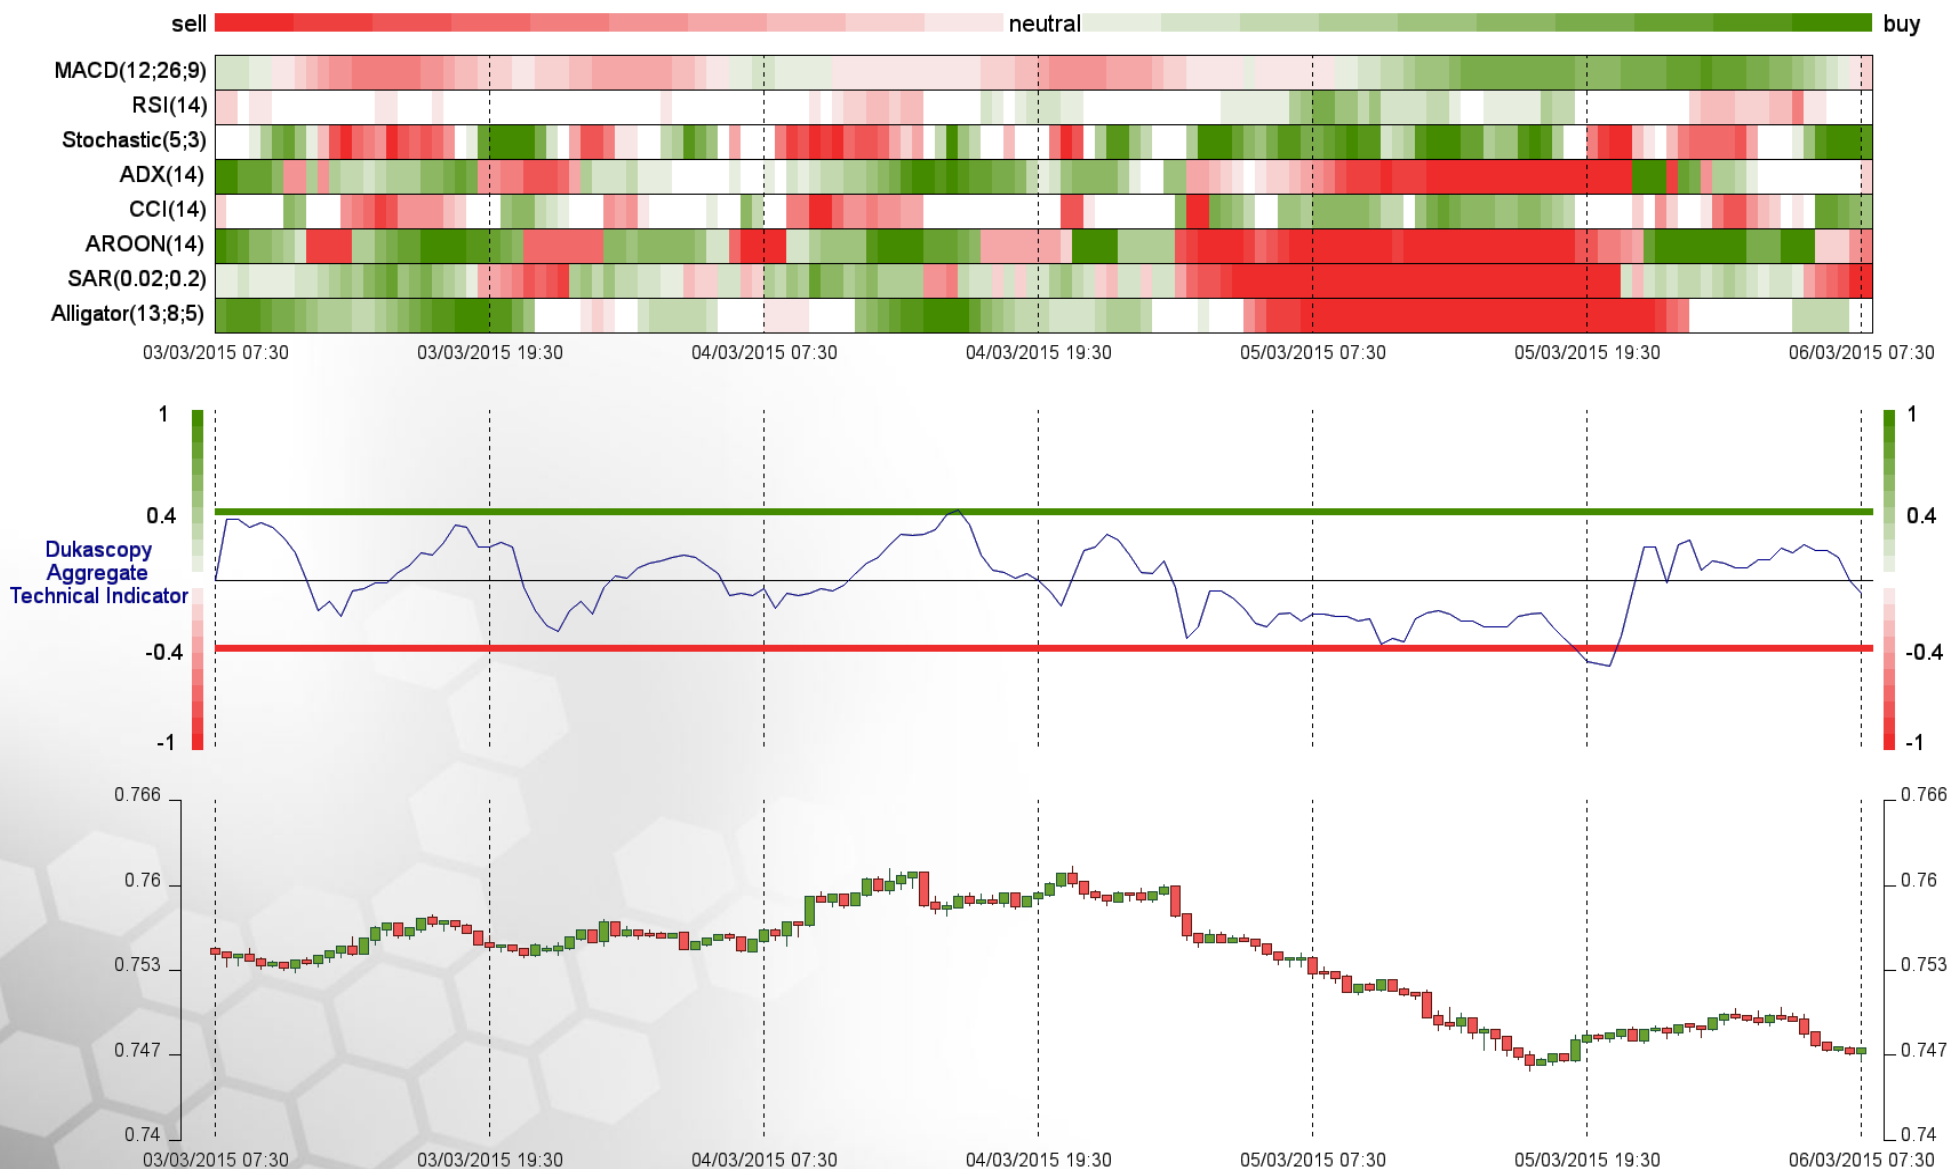 sell neutral buy
MACD(12;26;9)
RSI(14)
Stochastic(5;3)
ADX(14)
CCI(14)
AROON(14)
SAR(0.02;0.2)
Alligator(13;8;5)
03/03/2015 07:30 03/03/2015 19:30 04/03/2015 07:30 04/03/2015 19:30 05/03/2015 07:30 05/03/2015 19:30 06/03/2015 07:30
1 1
0.4 0.4
Dukascopy
Aggregate
Technical Indicator
-0.4 -0.4
-1 -1
0.766 0.766
0.76 0.76
0.753 0.753
0.747 0.747
0.74 0.74
03/03/2015 07:30 03/03/2015 19:30 04/03/2015 07:30 04/03/2015 19:30 05/03/2015 07:30 05/03/2015 19:30 06/03/2015 07:30